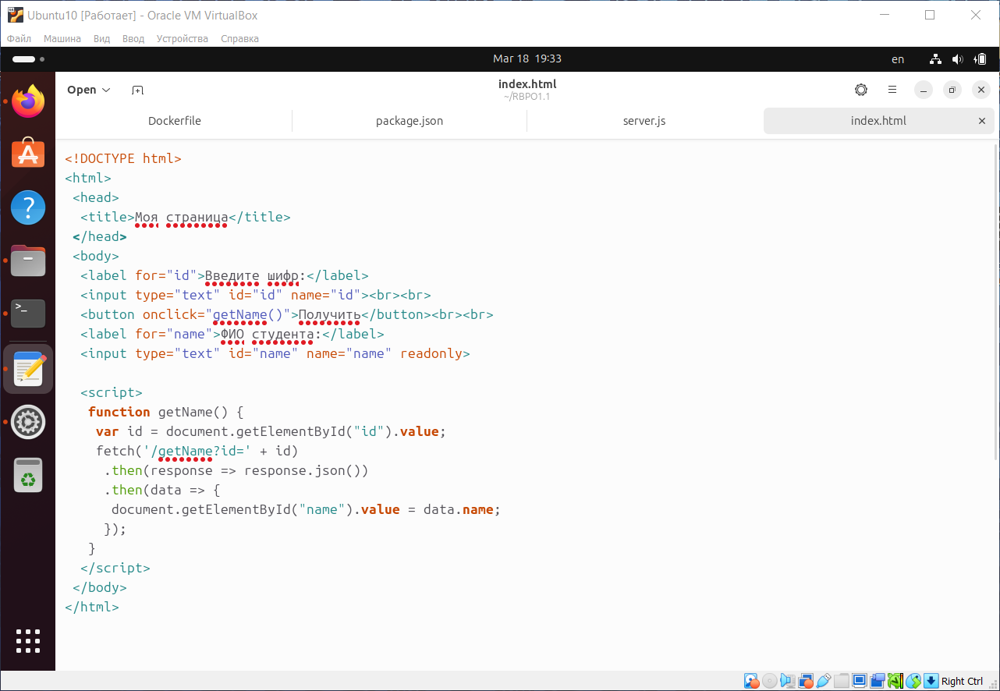 Ubuntu10 [Работает] - Oracle VM VirtualBox
Файл Машина Вид Ввод Устройства Справка
Mar 18 19:33 en
Open index.html
~/RBPO1.1
Dockerfile package.json server.js index.html
<!DOCTYPE html>
<html>
<head>
<title>Моя страница</title>
</head>
<body>
<label for="id">Введите шифр:</label>
<input type="text" id="id" name="id"><br><br>
<button onclick="getName()">Получить</button><br><br>
<label for="name">ФИО студента:</label>
<input type="text" id="name" name="name" readonly>
<script>
function getName() {
var id = document.getElementById("id").value;
fetch('/getName?id=' + id)
.then(response => response.json())
.then(data => {
document.getElementById("name").value = data.name;
});
}
</script>
</body>
</html>
Right Ctrl